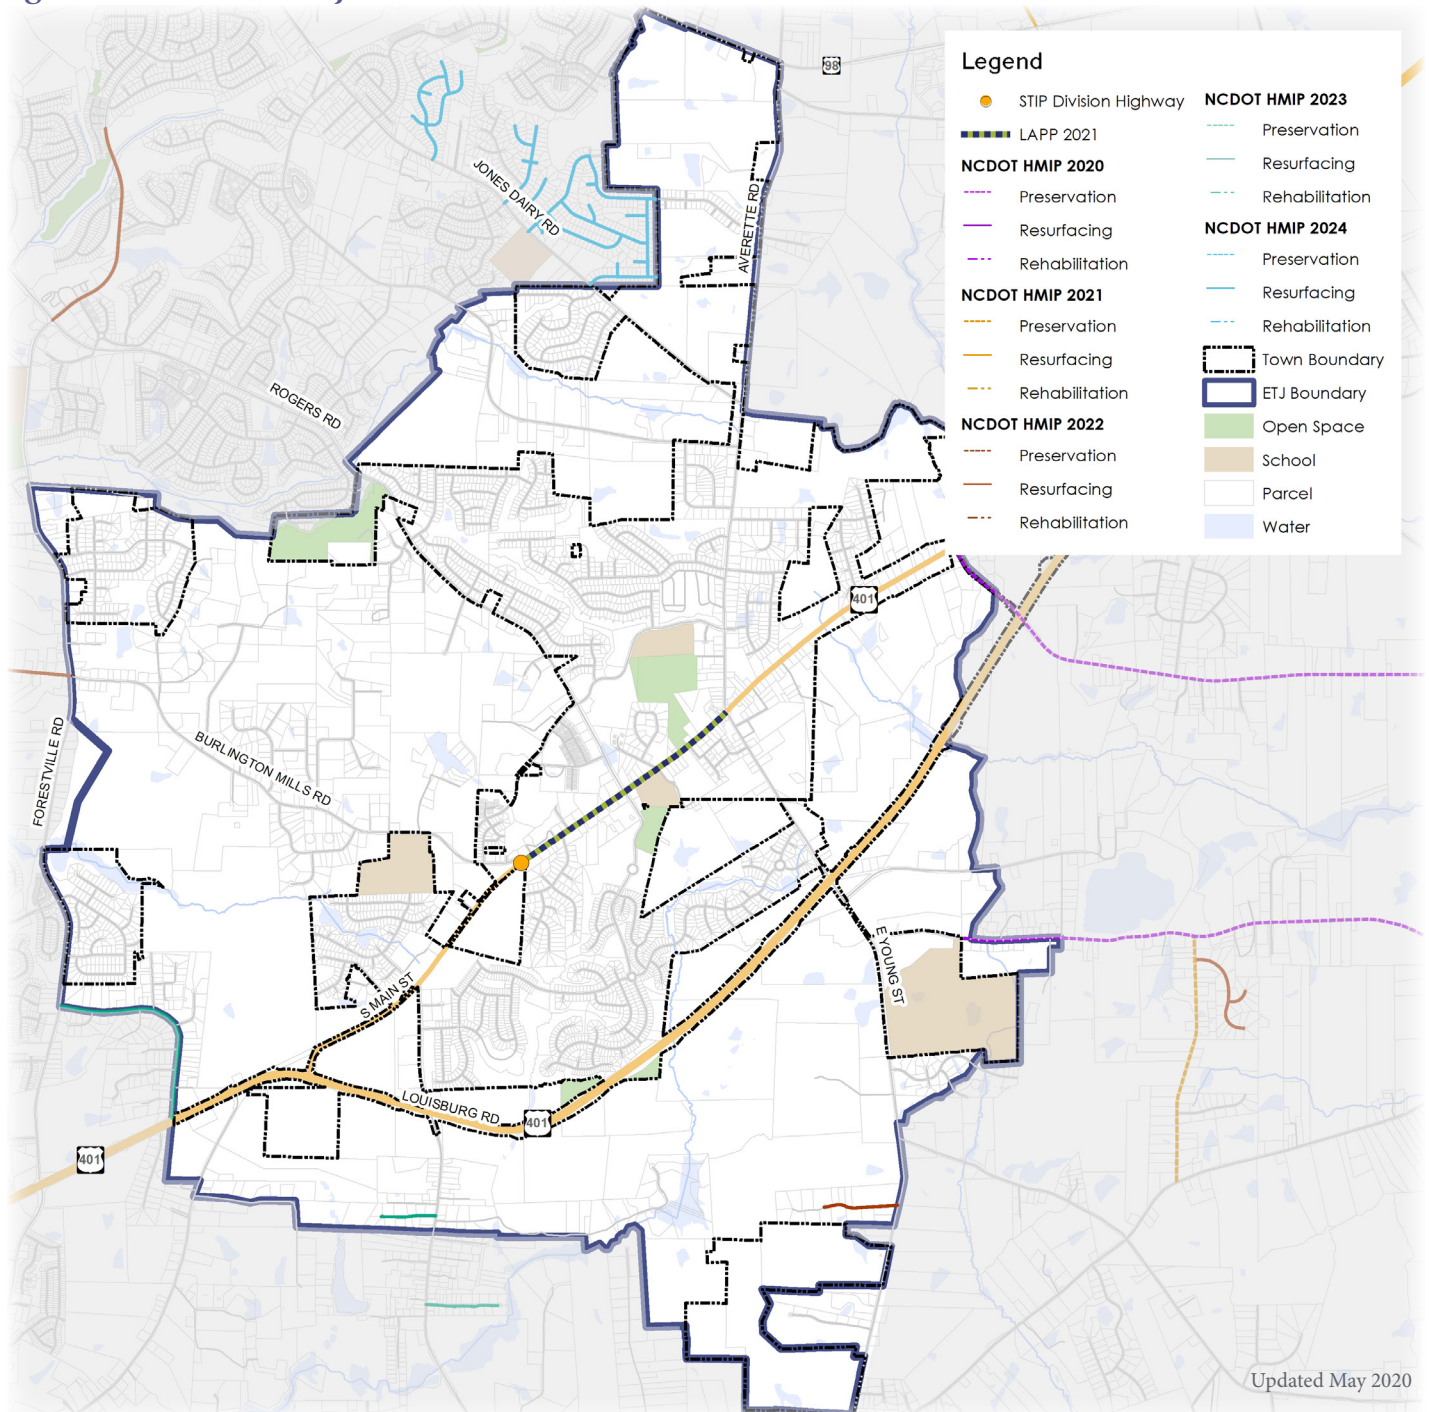 98
JONES DAIRY RD
AVERETTE RD
ROGERS RD
401
FORESTVILLE RD
BURLINGTON MILLS RD
E YOUNG ST
S MAIN ST
LOUISBURG RD
401
401
Legend
STIP Division Highway
LAPP 2021
NCDOT HMIP 2020
Preservation
Resurfacing
Rehabilitation
NCDOT HMIP 2021
Preservation
Resurfacing
Rehabilitation
NCDOT HMIP 2022
Preservation
Resurfacing
Rehabilitation
NCDOT HMIP 2023
Preservation
Resurfacing
Rehabilitation
NCDOT HMIP 2024
Preservation
Resurfacing
Rehabilitation
Town Boundary
ETJ Boundary
Open Space
School
Parcel
Water
Updated May 2020